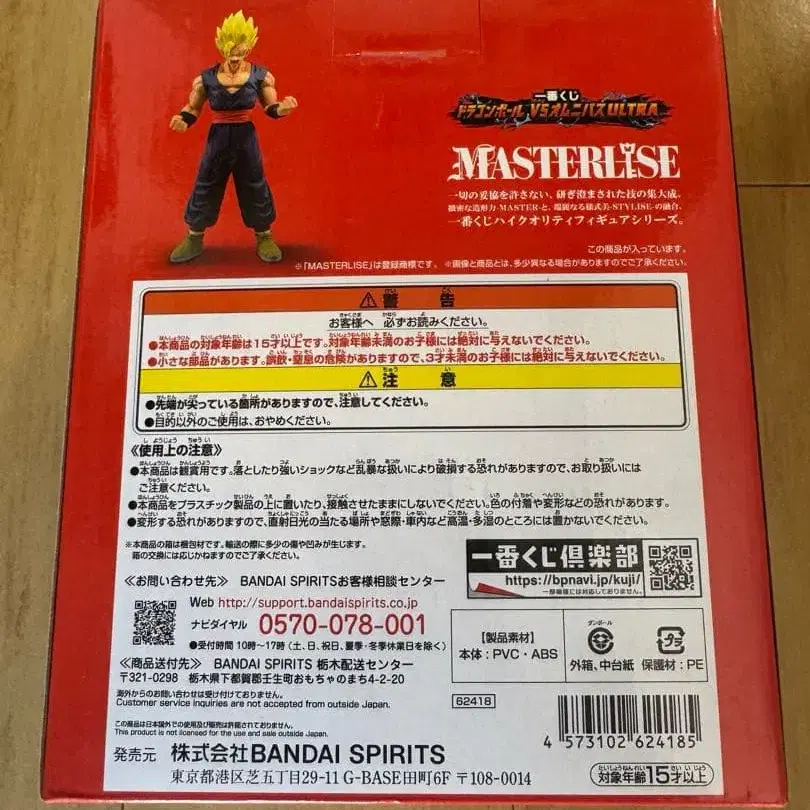 一番くじ
ドラゴンボール VSオムニバスULTRA
MASTERLISE
一切の妥協を許さない、研ぎ澄まされた技の集大成。
緻密な造形力-MASTER-と、端麗なる様式美-STYLISE-の融合。
一番くじハイクオリティフィギュアシリーズ。
この商品が入っています。
※「MASTERLISE」は登録商標です。 ※画像と商品とは、多少異なる場合がありますのでご了承ください。
⚠警告
お客様へ 必ずお読みください。
●本商品の対象年齢は15才以上です。対象年齢未満のお子様には絶対に与えないでください。
●小さな部品があります。誤飲・窒息の危険がありますので、3才未満のお子様には絶対に与えないでください。
⚠注意
●先端が尖っている箇所がありますので、注意してください。
●目的以外のご使用は、おやめください。
《使用上の注意》
●本商品は観賞用です。落としたり強いショックなど乱暴な扱いにより破損する恐れがありますので、お取り扱いには
ご注意ください。
●本商品をプラスチック製品の上に置いたり、接触させたままにしないでください。色の付着や変形などの恐れがあります。
●変形する恐れがありますので、直射日光の当たる場所や窓際・車内など高温・多湿のところには置かないでください。
※本商品の箱は梱包材です。輸送の際に多少の傷や凹みが生じます。
箱の交換には応じかねますのでご了承ください。
一番くじ倶楽部
https://bpnavi.jp/kuji/
一部機種には対応しておりません。
《お問い合わせ先》 BANDAI SPIRITSお客様相談センター
Web http://support.bandaispirits.co.jp
ナビダイヤル 0570-078-001
●受付時間 10時～17時(土、日、祝日、夏季・冬季休業日を除く)
《商品送付先》 BANDAI SPIRITS 栃木配送センター
〒321-0298 栃木県下都賀郡壬生町おもちゃのまち4-2-20
海外からのお問い合わせは受け付けておりません。
Customer service inquiries are not accepted from outside Japan.
【製品素材】
本体：PVC・ABS
ダンボール
外箱、中台紙
プラ
保護材：PE
62418
この商品は日本国外での使用及び販売は許諾されておりません。
This product is not licensed for the use and sale outside Japan.
発売元 株式会社BANDAI SPIRITS
東京都港区芝五丁目29-11 G-BASE田町6F 〒108-0014
4 573102 624185
対象年齢15才以上